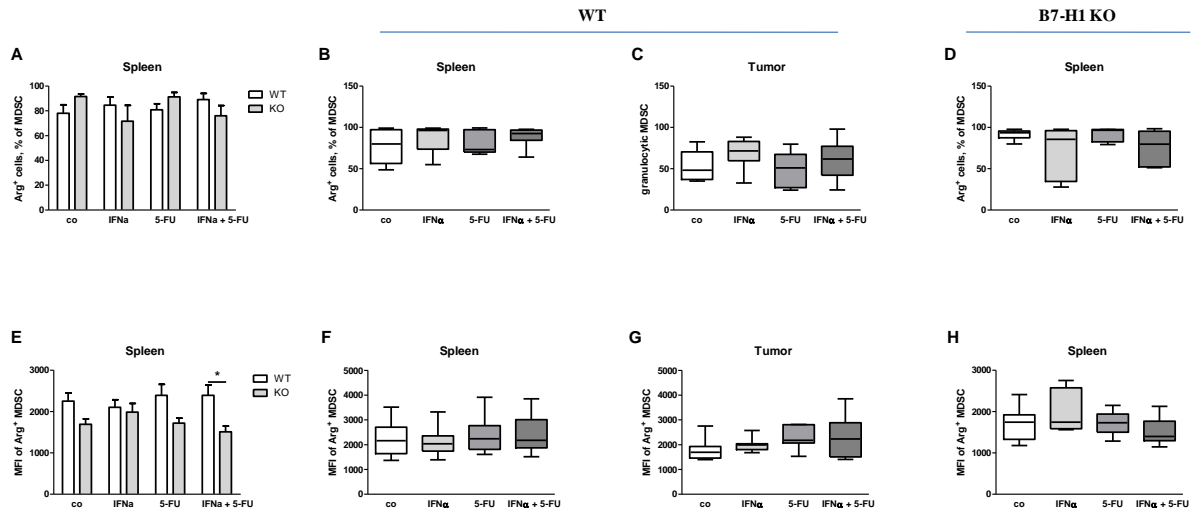 WT
B7-H1 KO
A
Spleen
Arg+ cells, % of MDSC
100
80
60
40
20
0
WT
KO
co IFNa 5-FU IFNa + 5-FU
B
Spleen
Arg+ cells, % of MDSC
150
100
50
0
co IFNα 5-FU IFNα + 5-FU
C
Tumor
granulocytic MDSC
150
100
50
0
co IFNα 5-FU IFNα + 5-FU
D
Spleen
Arg+ cells, % of MDSC
150
100
50
0
co IFNα 5-FU IFNα + 5-FU
E
Spleen
MFI of Arg+ MDSC
3000
2000
1000
0
WT
KO
*
co IFNa 5-FU IFNa + 5-FU
F
Spleen
MFI of Arg+ MDSC
5000
4000
3000
2000
1000
0
co IFNα 5-FU IFNα + 5-FU
G
Tumor
MFI of Arg+ MDSC
5000
4000
3000
2000
1000
0
co IFNα 5-FU IFNα + 5-FU
H
Spleen
MFI of Arg+ MDSC
3000
2000
1000
0
co IFNα 5-FU IFNα + 5-FU